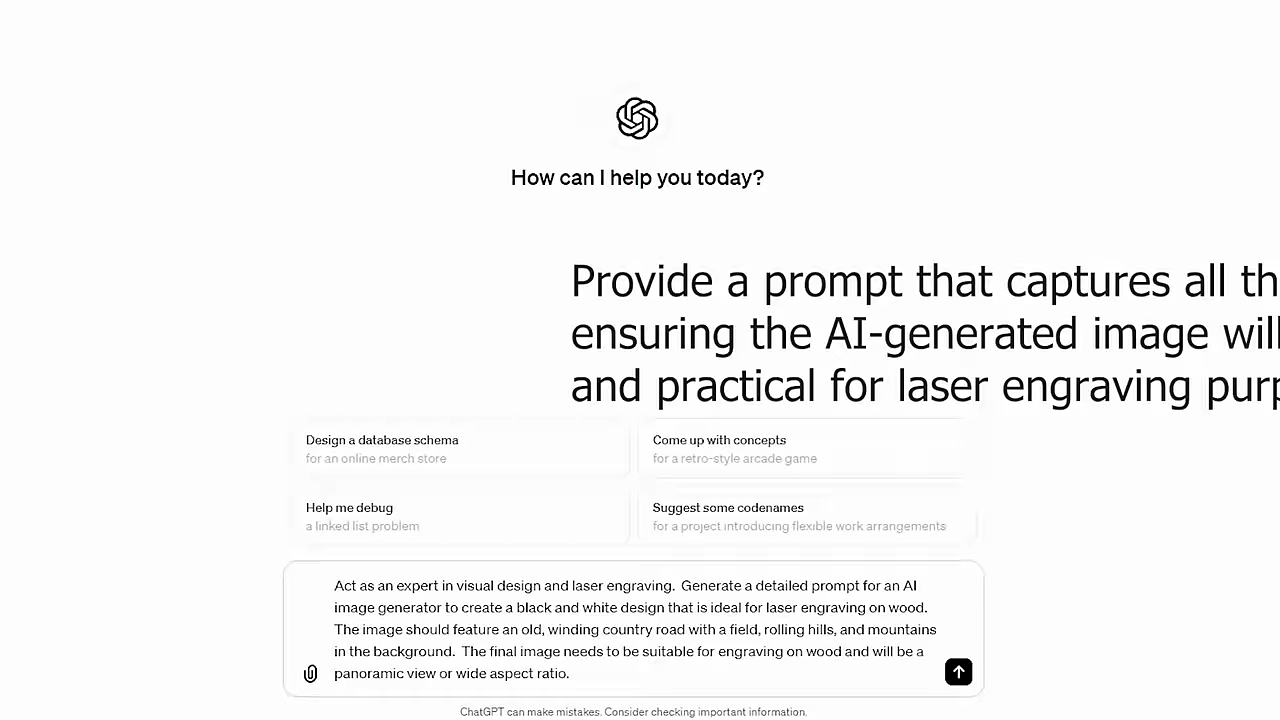 How can I help you today?
Provide a prompt that captures all
ensuring the AI-generated image
and practical for laser engraving
Design a database schema
for an online merch store
Come up with concepts
for a retro-style arcade game
Help me debug
a linked list problem
Suggest some codenames
for a project introducing flexible work arrangements
Act as an expert in visual design and laser engraving. Generate a detailed prompt for an AI
image generator to create a black and white design that is ideal for laser engraving on wood.
The image should feature an old, winding country road with a field, rolling hills, and mountains
in the background. The final image needs to be suitable for engraving on wood and will be a
panoramic view or wide aspect ratio.
ChatGPT can make mistakes. Consider checking important information.